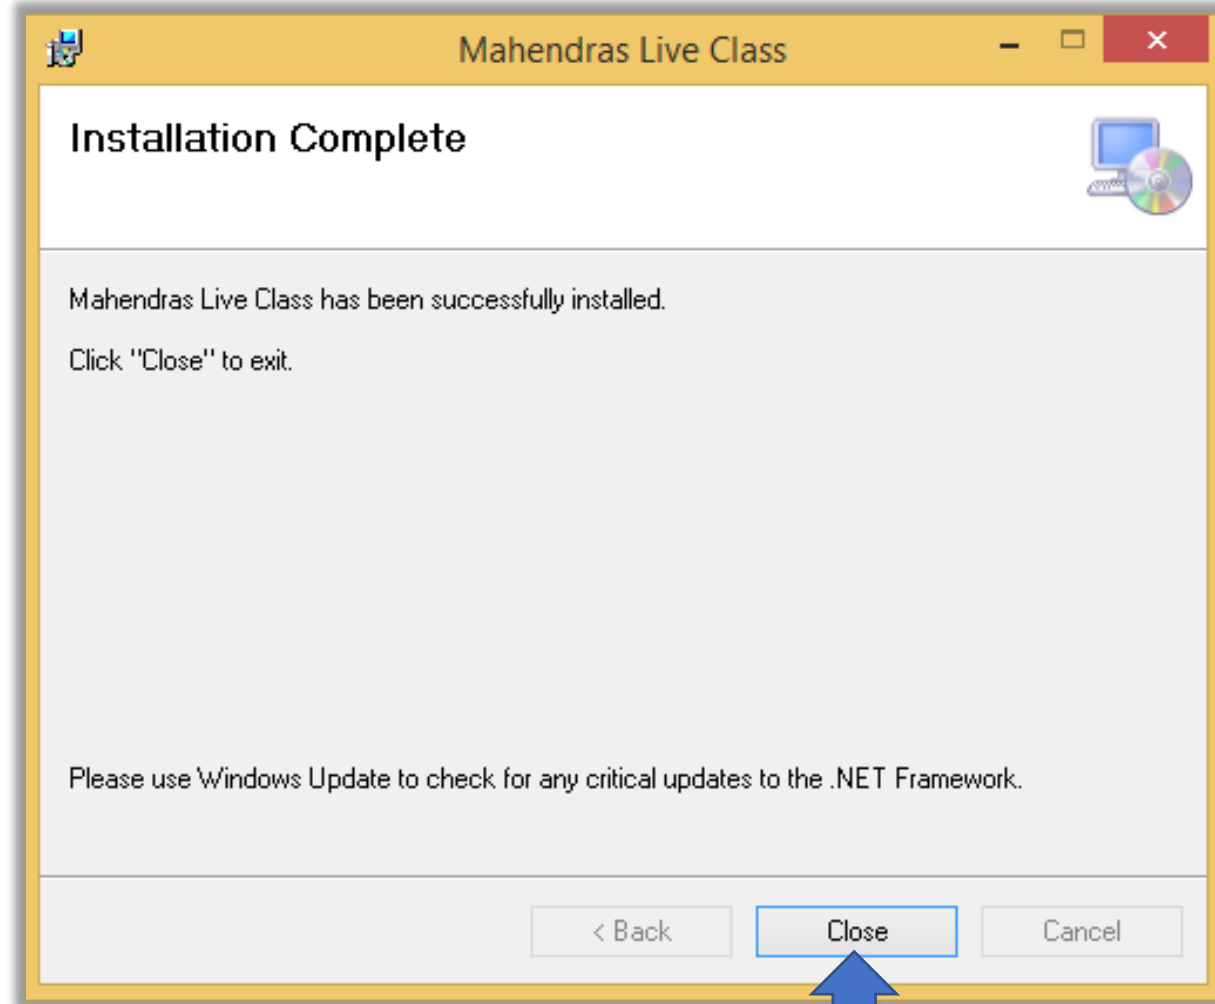 Mahendras Live Class
Installation Complete
Mahendras Live Class has been successfully installed.
Click "Close" to exit.
Please use Windows Update to check for any critical updates to the .NET Framework.
< Back
Close
Cancel